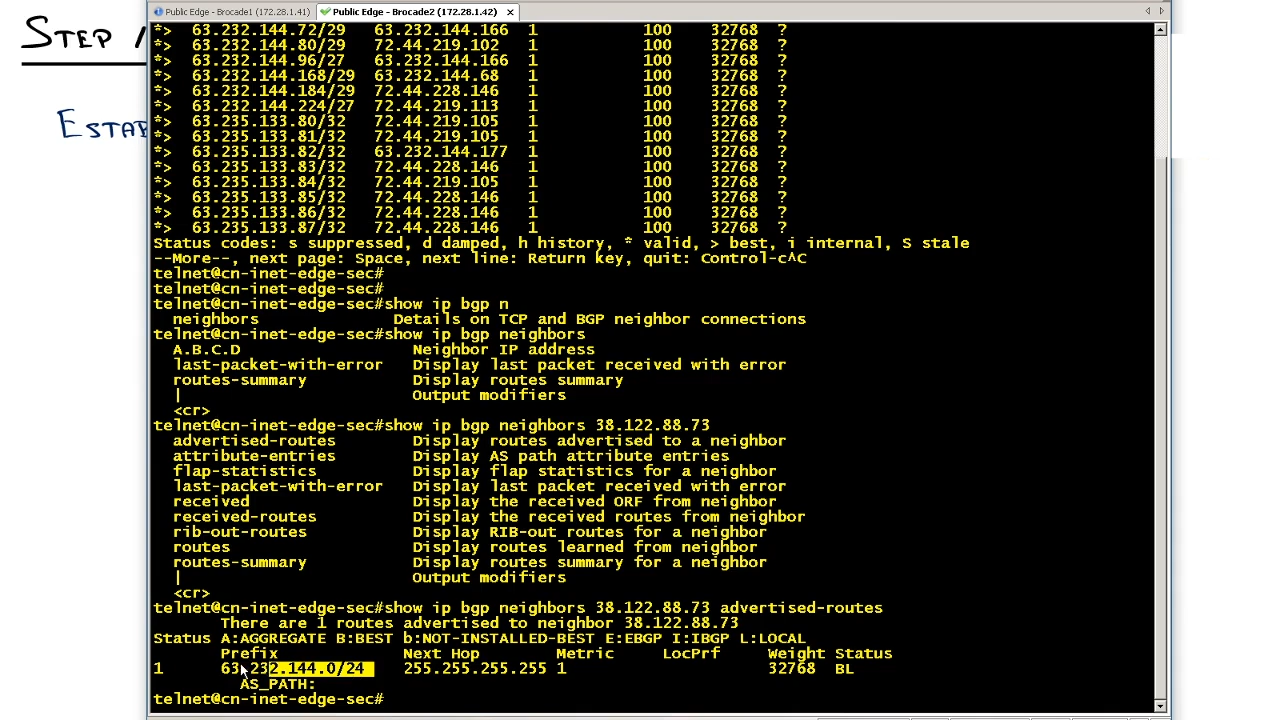 Public Edge - Brocade1 (172.28.1.41) Public Edge - Brocade2 (172.28.1.42)
STEP
ESTAB
*> 63.232.144.72/29 63.232.144.166 1 100 32768 ?
*> 63.232.144.80/29 72.44.219.102 1 100 32768 ?
*> 63.232.144.96/27 63.232.144.166 1 100 32768 ?
*> 63.232.144.168/29 63.232.144.68 1 100 32768 ?
*> 63.232.144.184/29 72.44.228.146 1 100 32768 ?
*> 63.232.144.224/27 72.44.219.113 1 100 32768 ?
*> 63.235.133.80/32 72.44.219.105 1 100 32768 ?
*> 63.235.133.81/32 72.44.219.105 1 100 32768 ?
*> 63.235.133.82/32 63.232.144.177 1 100 32768 ?
*> 63.235.133.83/32 72.44.228.146 1 100 32768 ?
*> 63.235.133.84/32 72.44.219.105 1 100 32768 ?
*> 63.235.133.85/32 72.44.228.146 1 100 32768 ?
*> 63.235.133.86/32 72.44.228.146 1 100 32768 ?
*> 63.235.133.87/32 72.44.228.146 1 100 32768 ?
Status codes: s suppressed, d damped, h history, * valid, > best, i internal, S stale
--More--, next page: Space, next line: Return key, quit: Control-c^C
telnet@cn-inet-edge-sec#
telnet@cn-inet-edge-sec#
telnet@cn-inet-edge-sec#show ip bgp n
neighbors Details on TCP and BGP neighbor connections
telnet@cn-inet-edge-sec#show ip bgp neighbors
A.B.C.D Neighbor IP address
last-packet-with-error Display last packet received with error
routes-summary Display routes summary
| Output modifiers
<cr>
telnet@cn-inet-edge-sec#show ip bgp neighbors 38.122.88.73
advertised-routes Display routes advertised to a neighbor
attribute-entries Display AS path attribute entries
flap-statistics Display flap statistics for a neighbor
last-packet-with-error Display last packet received with error
received Display the received ORF from neighbor
received-routes Display the received routes from neighbor
rib-out-routes Display RIB-out routes for a neighbor
routes Display routes learned from neighbor
routes-summary Display routes summary for a neighbor
| Output modifiers
<cr>
telnet@cn-inet-edge-sec#show ip bgp neighbors 38.122.88.73 advertised-routes
There are 1 routes advertised to neighbor 38.122.88.73
Status A:AGGREGATE B:BEST b:NOT-INSTALLED-BEST E:EBGP I:IBGP L:LOCAL
Prefix Next Hop Metric LocPrf Weight Status
1 63.232.144.0/24 255.255.255.255 1 32768 BL
AS_PATH:
telnet@cn-inet-edge-sec#